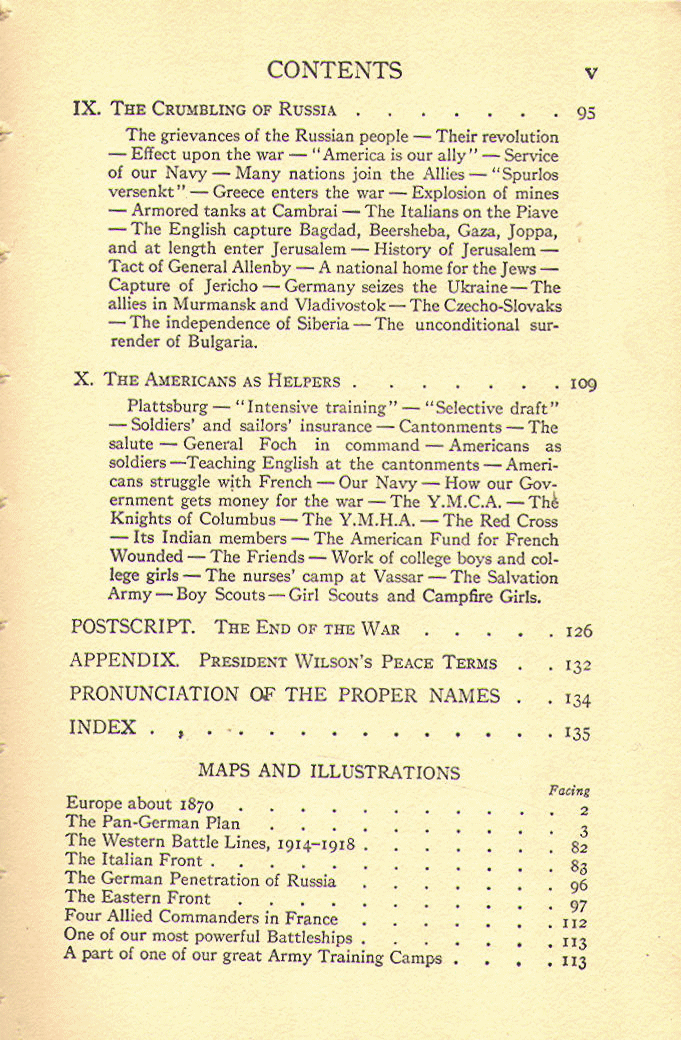 CONTENTS v
IX. THE CRUMBLING OF RUSSIA . . . . . . . 95
The grievances of the Russian people — Their revolution
— Effect upon the war — "America is our ally" — Service
of our Navy — Many nations join the Allies — "Spurlos
versenkt" — Greece enters the war — Explosion of mines
— Armored tanks at Cambrai — The Italians on the Piave
— The English capture Bagdad, Beersheba, Gaza, Joppa,
and at length enter Jerusalem — History of Jerusalem —
Tact of General Allenby — A national home for the Jews —
Capture of Jericho — Germany seizes the Ukraine — The
allies in Murmansk and Vladivostok — The Czecho-Slovaks
— The independence of Siberia — The unconditional sur-
render of Bulgaria.
X. THE AMERICANS AS HELPERS . . . . . . . 109
Plattsburg — "Intensive training" — "Selective draft"
— Soldiers' and sailors' insurance — Cantonments — The
salute — General Foch in command — Americans as
soldiers — Teaching English at the cantonments — Ameri-
cans struggle with French — Our Navy — How our Gov-
ernment gets money for the war — The Y.M.C.A. — The
Knights of Columbus — The Y.M.H.A. — The Red Cross
— Its Indian members — The American Fund for French
Wounded — The Friends — Work of college boys and col-
lege girls — The nurses' camp at Vassar — The Salvation
Army — Boy Scouts — Girl Scouts and Campfire Girls.
POSTSCRIPT. THE END OF THE WAR . . . . . 126
APPENDIX. PRESIDENT WILSON'S PEACE TERMS . . 132
PRONUNCIATION OF THE PROPER NAMES . . 134
INDEX . . . . . . . . . . . . . 135
MAPS AND ILLUSTRATIONS
Facing
Europe about 1870 . . . . . . . . . . . 2
The Pan-German Plan . . . . . . . . . . 3
The Western Battle Lines, 1914–1918 . . . . . . . 82
The Italian Front . . . . . . . . . . . . 83
The German Penetration of Russia . . . . . . . 96
The Eastern Front . . . . . . . . . . . 97
Four Allied Commanders in France . . . . . . . 112
One of our most powerful Battleships . . . . . . . 113
A part of one of our great Army Training Camps . . . . 113